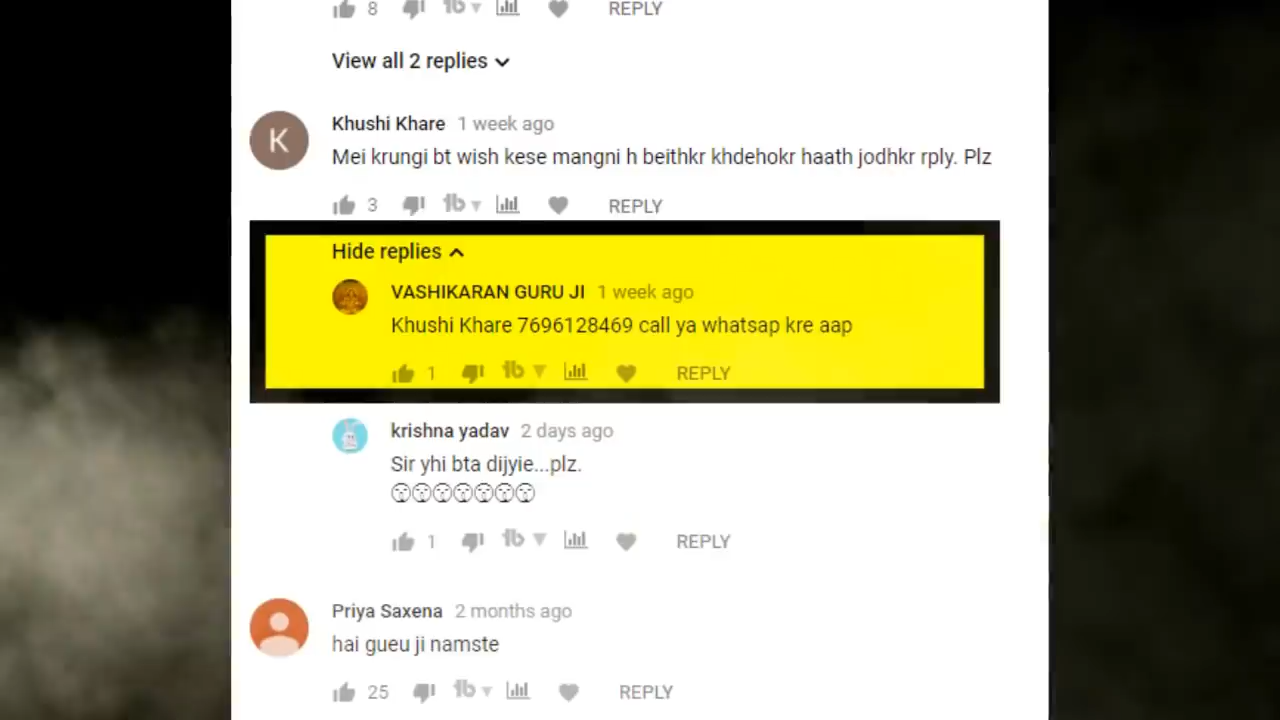 8 REPLY
View all 2 replies
K
Khushi Khare 1 week ago
Mei krungi bt wish kese mangni h beithkr khdehokr haath jodhkr rply. Plz
3 REPLY
Hide replies
VASHIKARAN GURU JI 1 week ago
Khushi Khare 7696128469 call ya whatsap kre aap
1 REPLY
krishna yadav 2 days ago
Sir yhi bta dijyie...plz.
1 REPLY
Priya Saxena 2 months ago
hai gueu ji namste
25 REPLY